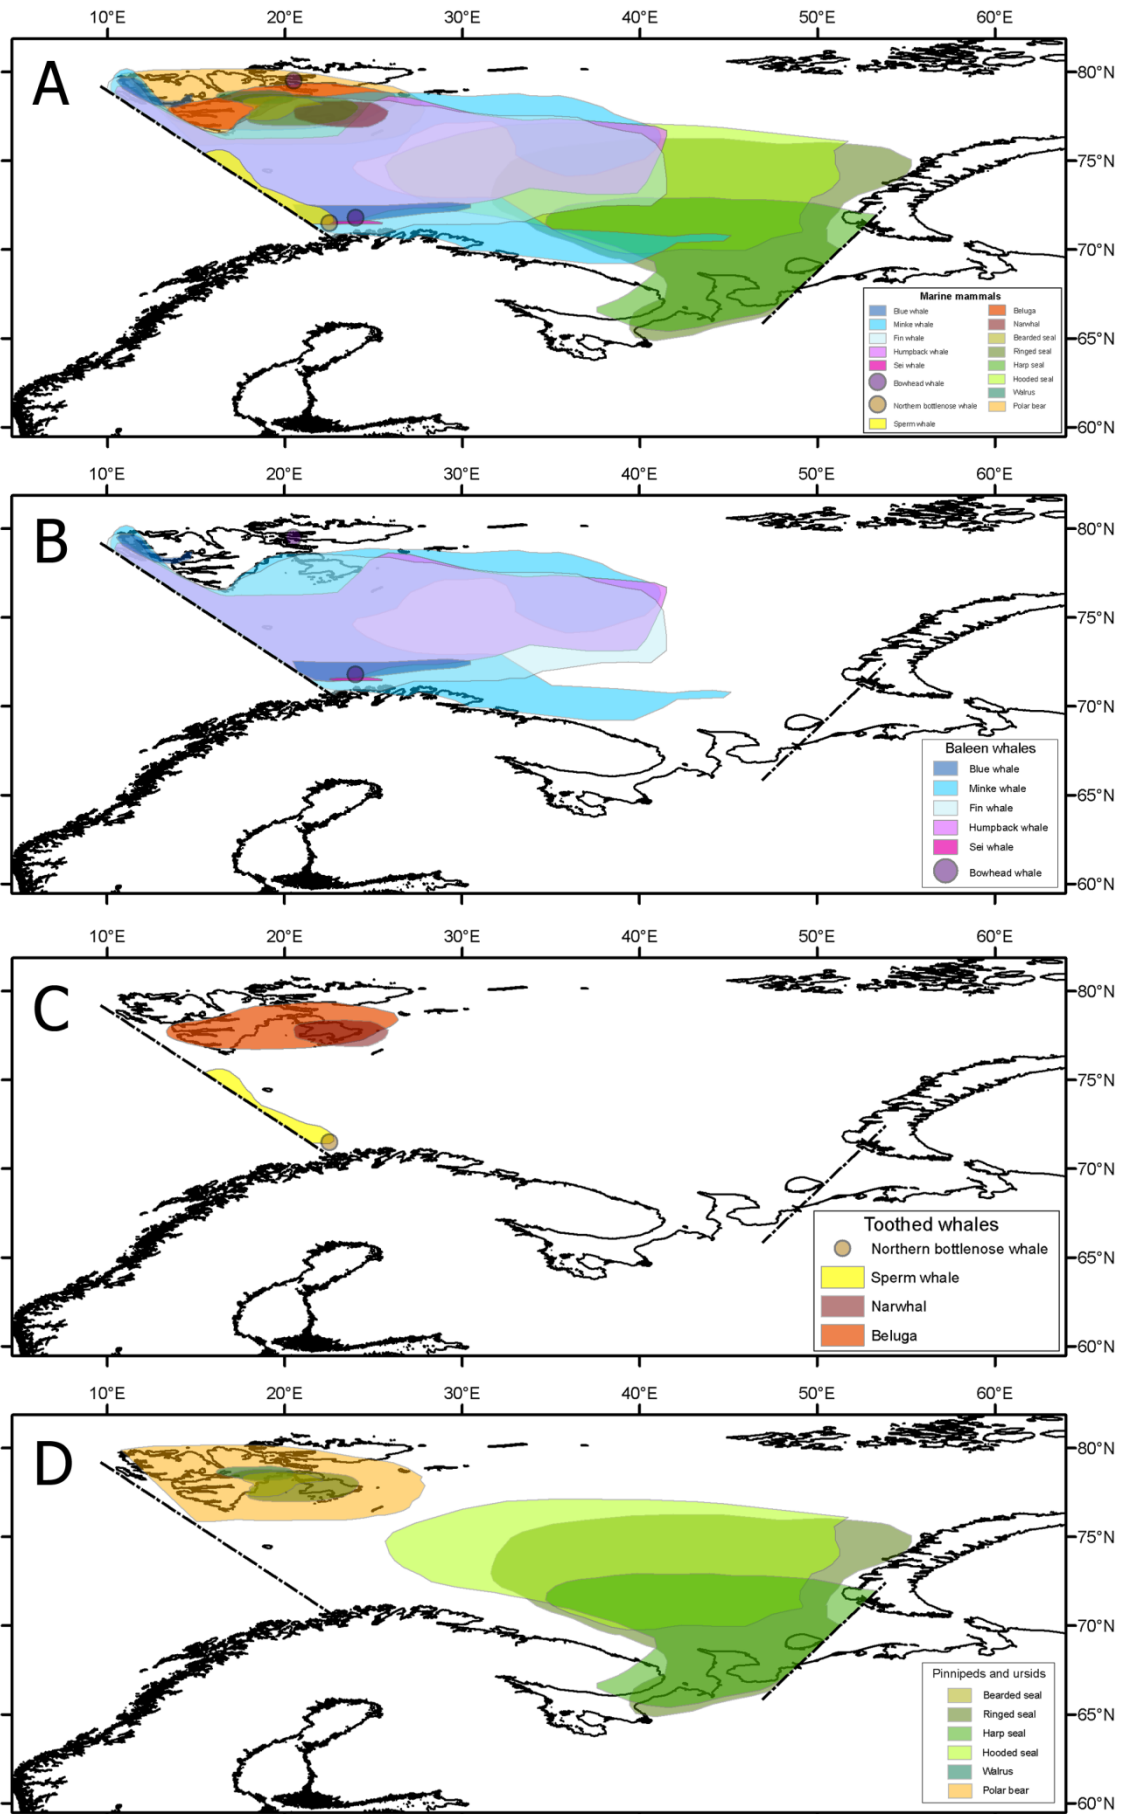 10°E 20°E 30°E 40°E 50°E 60°E
A
80°N
75°N
70°N
65°N
60°N
Marine mammals
Blue whale
Minke whale
Fin whale
Humpback whale
Sei whale
Bowhead whale
Northern bottlenose whale
Sperm whale
Beluga
Narwhal
Bearded seal
Ringed seal
Harp seal
Hooded seal
Walrus
Polar bear
10°E 20°E 30°E 40°E 50°E 60°E
B
80°N
75°N
70°N
65°N
60°N
Baleen whales
Blue whale
Minke whale
Fin whale
Humpback whale
Sei whale
Bowhead whale
10°E 20°E 30°E 40°E 50°E 60°E
C
80°N
75°N
70°N
65°N
60°N
Toothed whales
Northern bottlenose whale
Sperm whale
Narwhal
Beluga
10°E 20°E 30°E 40°E 50°E 60°E
D
80°N
75°N
70°N
65°N
60°N
Pinnipeds and ursids
Bearded seal
Ringed seal
Harp seal
Hooded seal
Walrus
Polar bear